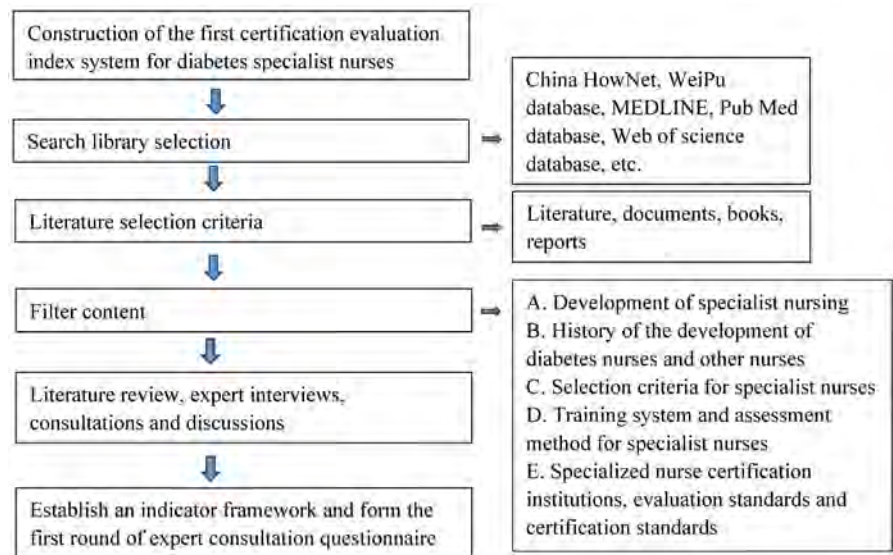 Construction of the first certification evaluation
index system for diabetes specialist nurses
Search library selection
China HowNet, WeiPu
database, MEDLINE, Pub Med
database, Web of science
database, etc.
Literature selection criteria
Literature, documents, books,
reports
Filter content
A. Development of specialist nursing
B. History of the development of
diabetes nurses and other nurses
C. Selection criteria for specialist nurses
D. Training system and assessment
method for specialist nurses
E. Specialized nurse certification
institutions, evaluation standards and
certification standards
Literature review, expert interviews,
consultations and discussions
Establish an indicator framework and form the
first round of expert consultation questionnaire